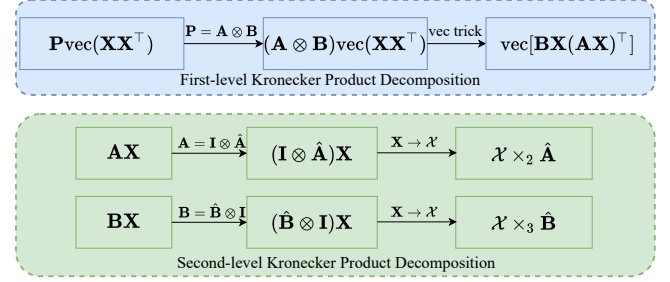 𝐏vec(𝐗𝐗⊤) 𝐏 = 𝐀 ⊗ 𝐁 (𝐀 ⊗ 𝐁)vec(𝐗𝐗⊤) vec trick vec[𝐁𝐗(𝐀𝐗)⊤]
First-level Kronecker Product Decomposition
𝐀𝐗 𝐀 = 𝐈 ⊗ 𝐀̂ (𝐈 ⊗ 𝐀̂)𝐗 𝐗 → 𝒳 𝒳 ×₂ 𝐀̂
𝐁𝐗 𝐁 = 𝐁̂ ⊗ 𝐈 (𝐁̂ ⊗ 𝐈)𝐗 𝐗 → 𝒳 𝒳 ×₃ 𝐁̂
Second-level Kronecker Product Decomposition